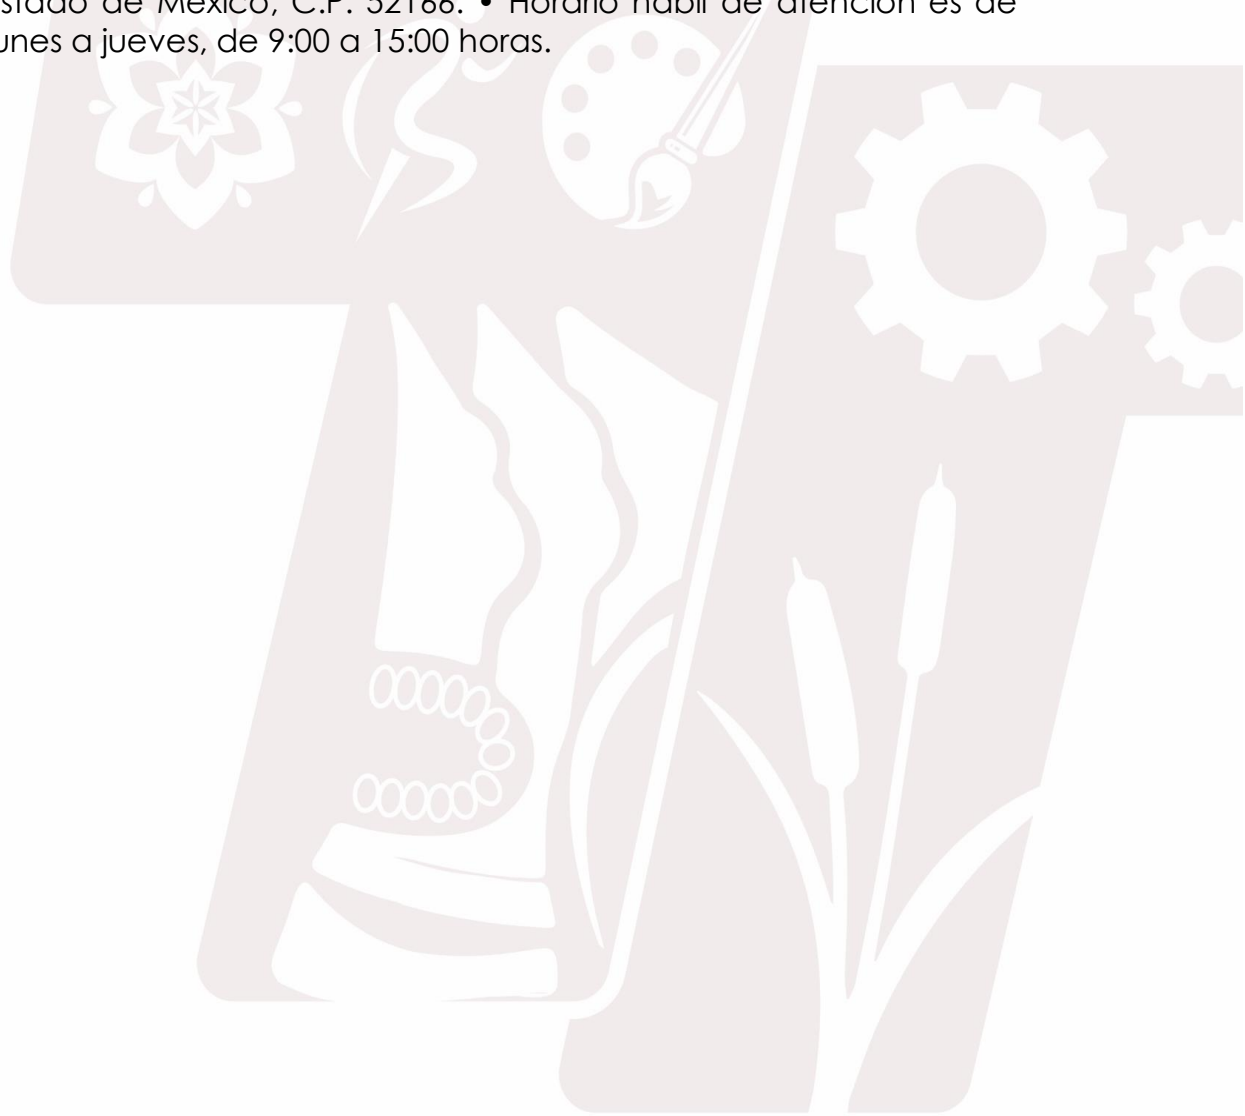 stado de México, C.P. 52166. • Horario hábil de atención es de
unes a jueves, de 9:00 a 15:00 horas.